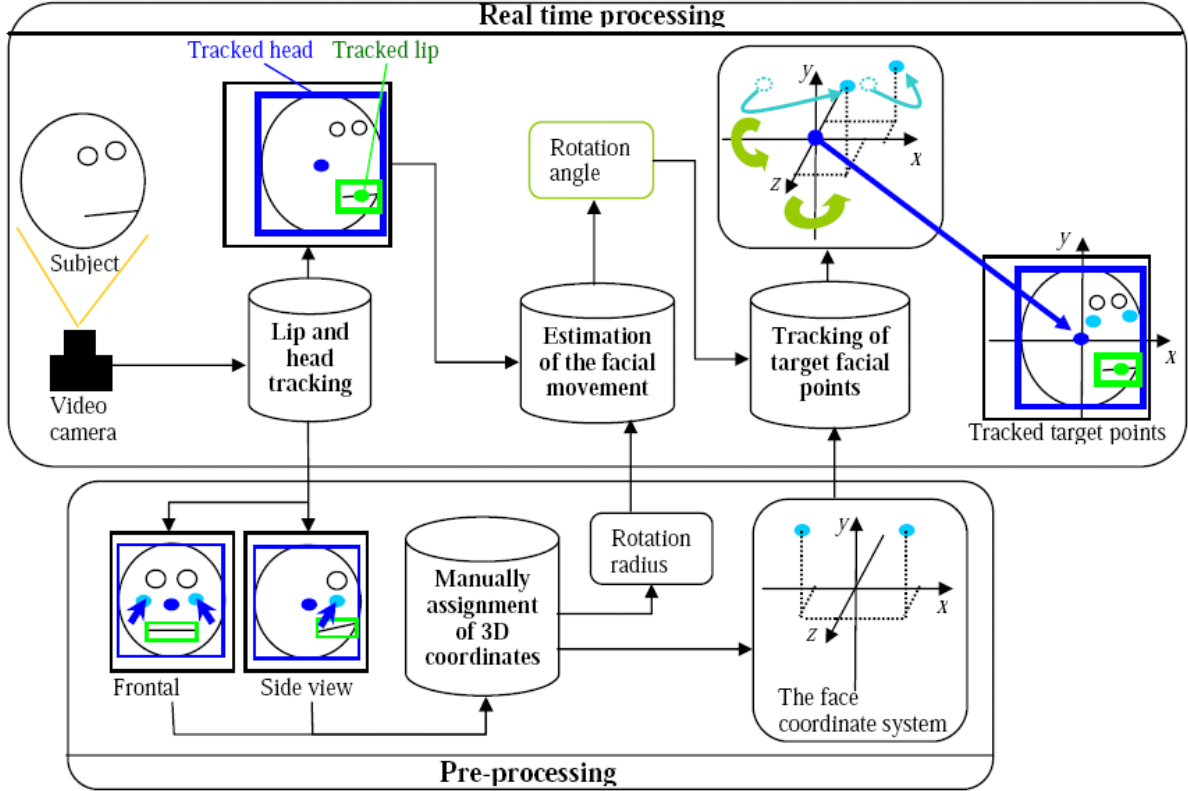 Real time processing
Tracked head
Tracked lip
Subject
Video
camera
Lip and
head
tracking
Rotation
angle
Estimation
of the facial
movement
y
x
z
Tracking of
target facial
points
y
x
Tracked target points
Frontal
Side view
Manually
assignment
of 3D
coordinates
Rotation
radius
y
x
z
The face
coordinate system
Pre-processing